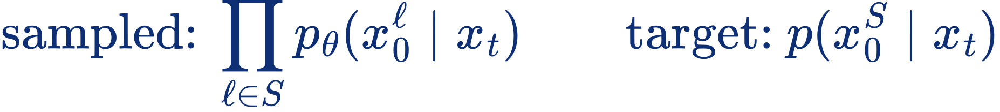 sampled: ∏_{ℓ∈S} p_θ(x_0^ℓ | x_t) target: p(x_0^S | x_t)